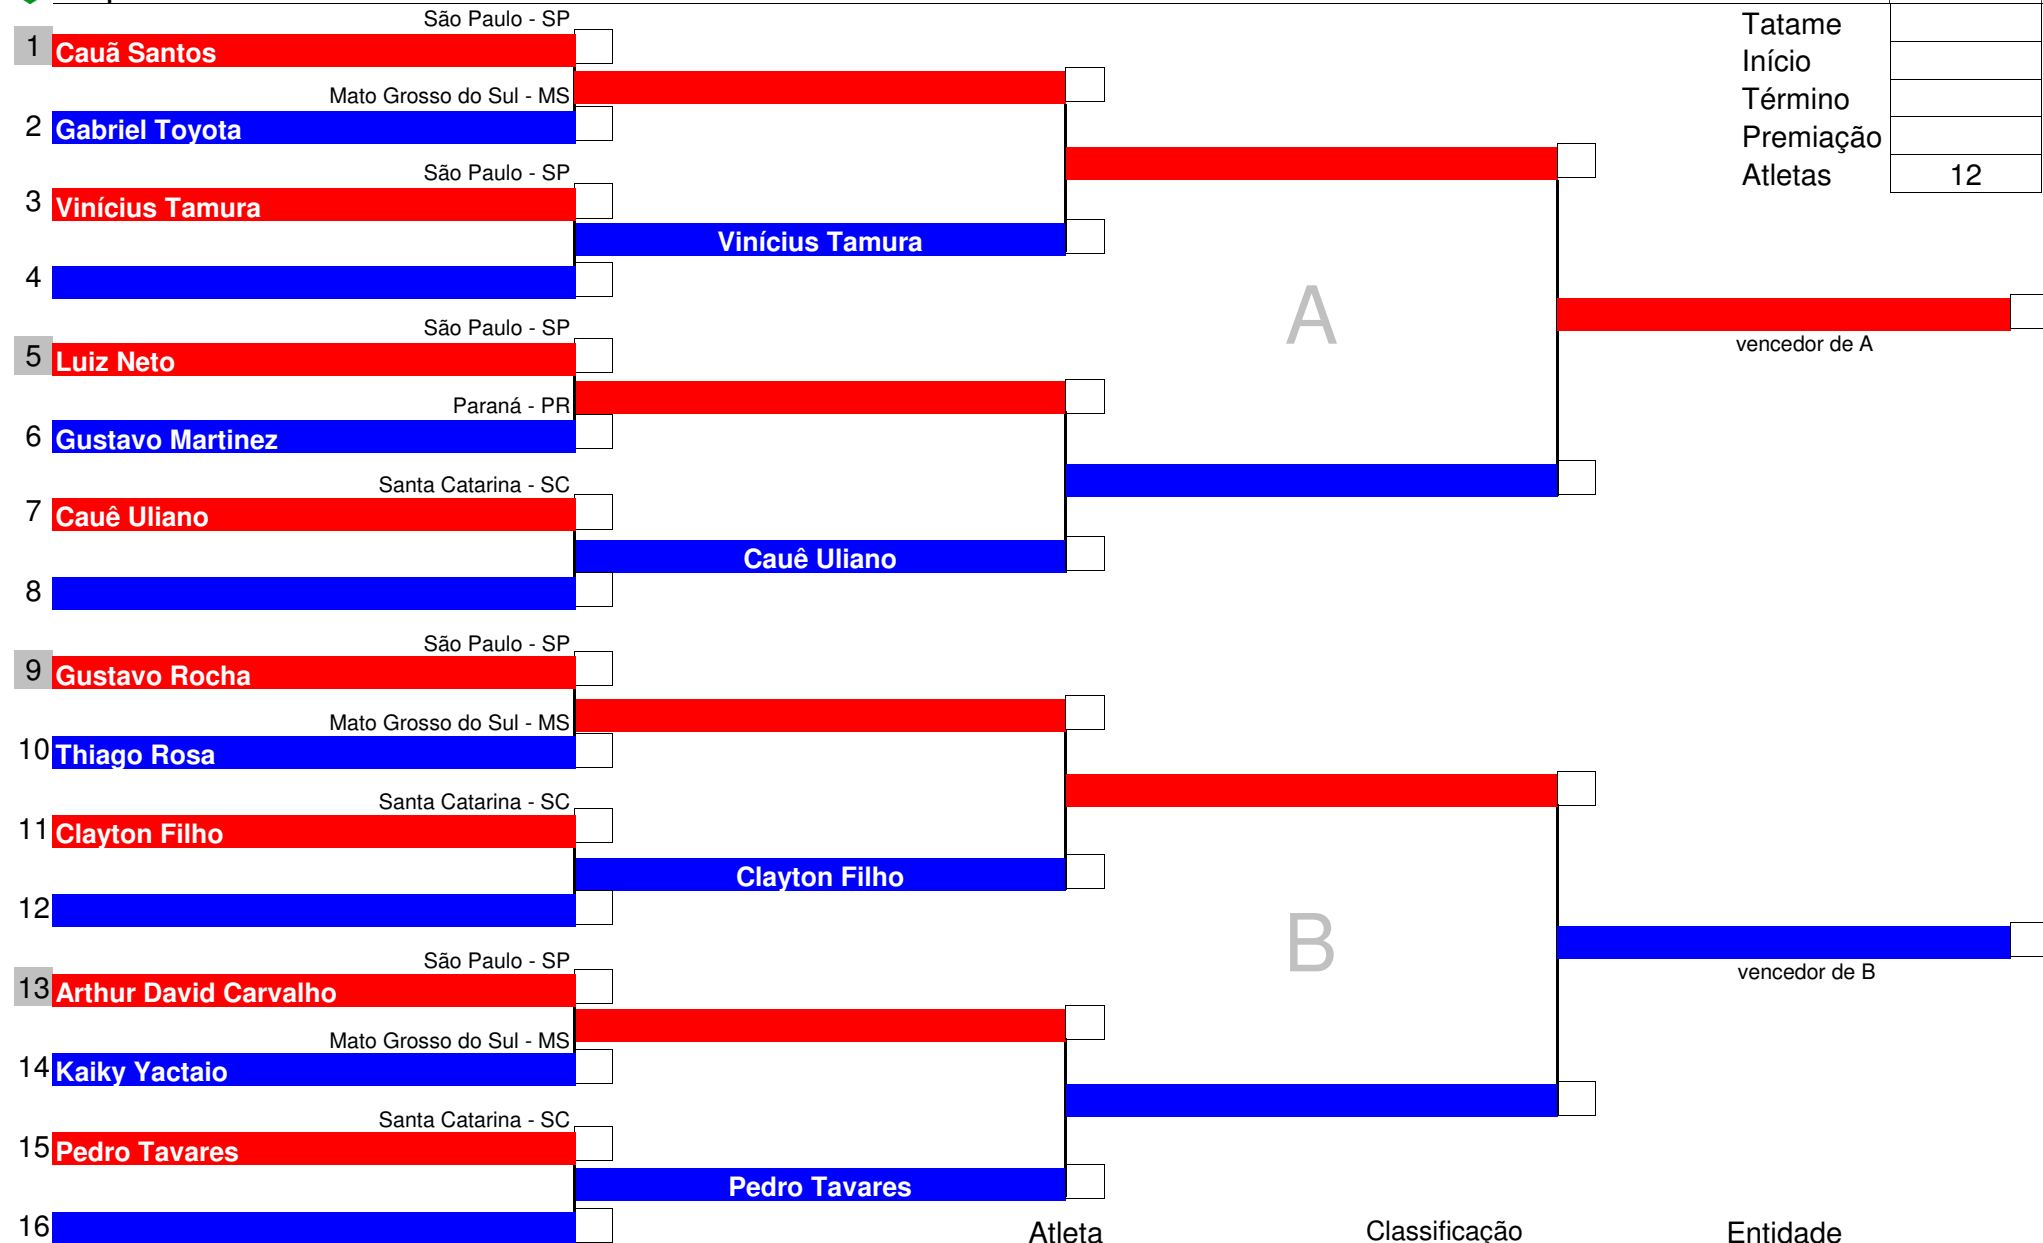 São Paulo - SP
1 Cauã Santos
Mato Grosso do Sul - MS
2 Gabriel Toyota
São Paulo - SP
3 Vinícius Tamura
Vinícius Tamura
4
São Paulo - SP
5 Luiz Neto
Paraná - PR
6 Gustavo Martinez
Santa Catarina - SC
7 Cauê Uliano
Cauê Uliano
8
São Paulo - SP
9 Gustavo Rocha
Mato Grosso do Sul - MS
10 Thiago Rosa
Santa Catarina - SC
11 Clayton Filho
Clayton Filho
12
São Paulo - SP
13 Arthur David Carvalho
Mato Grosso do Sul - MS
14 Kaiky Yactaio
Santa Catarina - SC
15 Pedro Tavares
Pedro Tavares
16
A
B
Tatame
Início
Término
Premiação
Atletas 12
vencedor de A
vencedor de B
Atleta Classificação Entidade